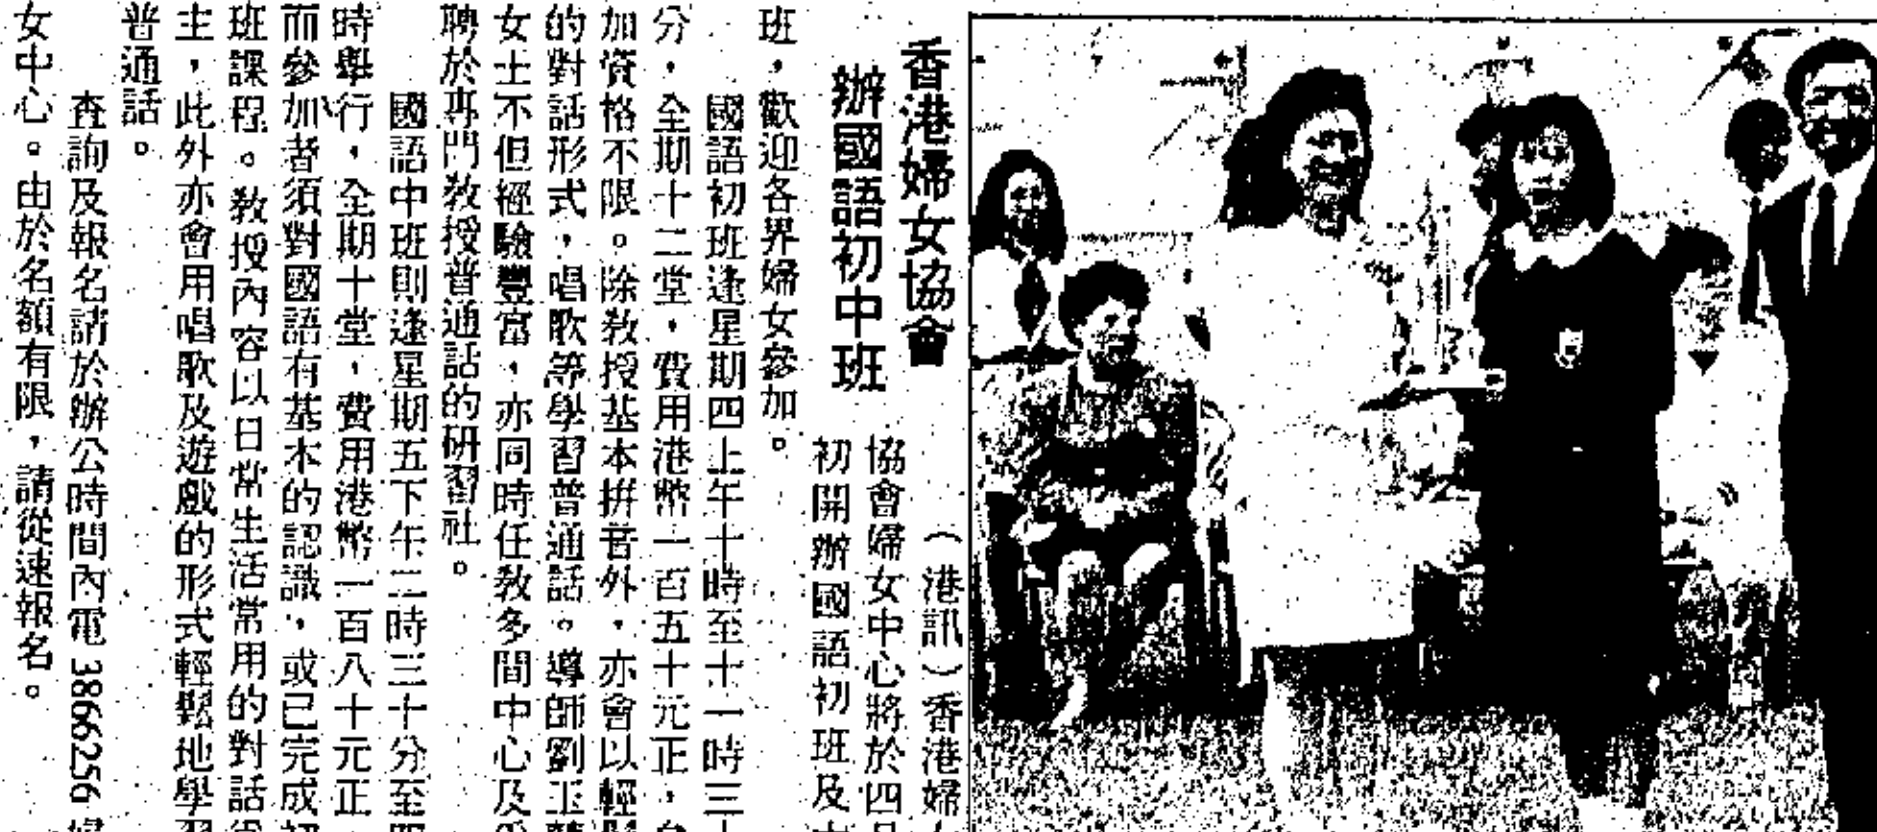 香港婦女協會
辦國語初中班
（港訊）香港婦
協會婦女中心將於四月
初開辦國語初班及
班，歡迎各界婦女參加。
國語初班逢星期四上午十時至十一時三十
分，全期十二堂，費用港幣一百五十元正，
加資格不限。除教授基本拼音外，亦會以輕鬆
的對話形式，唱歌等學習普通話。導師劉玉
女士不但經驗豐富，亦同時任教多間中心及
聘於專門教授普通話的研習社。
國語中班則逢星期五下午二時三十分至四
時舉行，全期十堂，費用港幣一百八十元正，
而參加者須對國語有基本的認識，或已完成初
班課程。教授內容以日常生活常用的對話為
主，此外亦會用唱歌及遊戲的形式輕鬆地學習
普通話。
查詢及報名請於辦公時間內電3866256婦
女中心。由於名額有限，請從速報名。